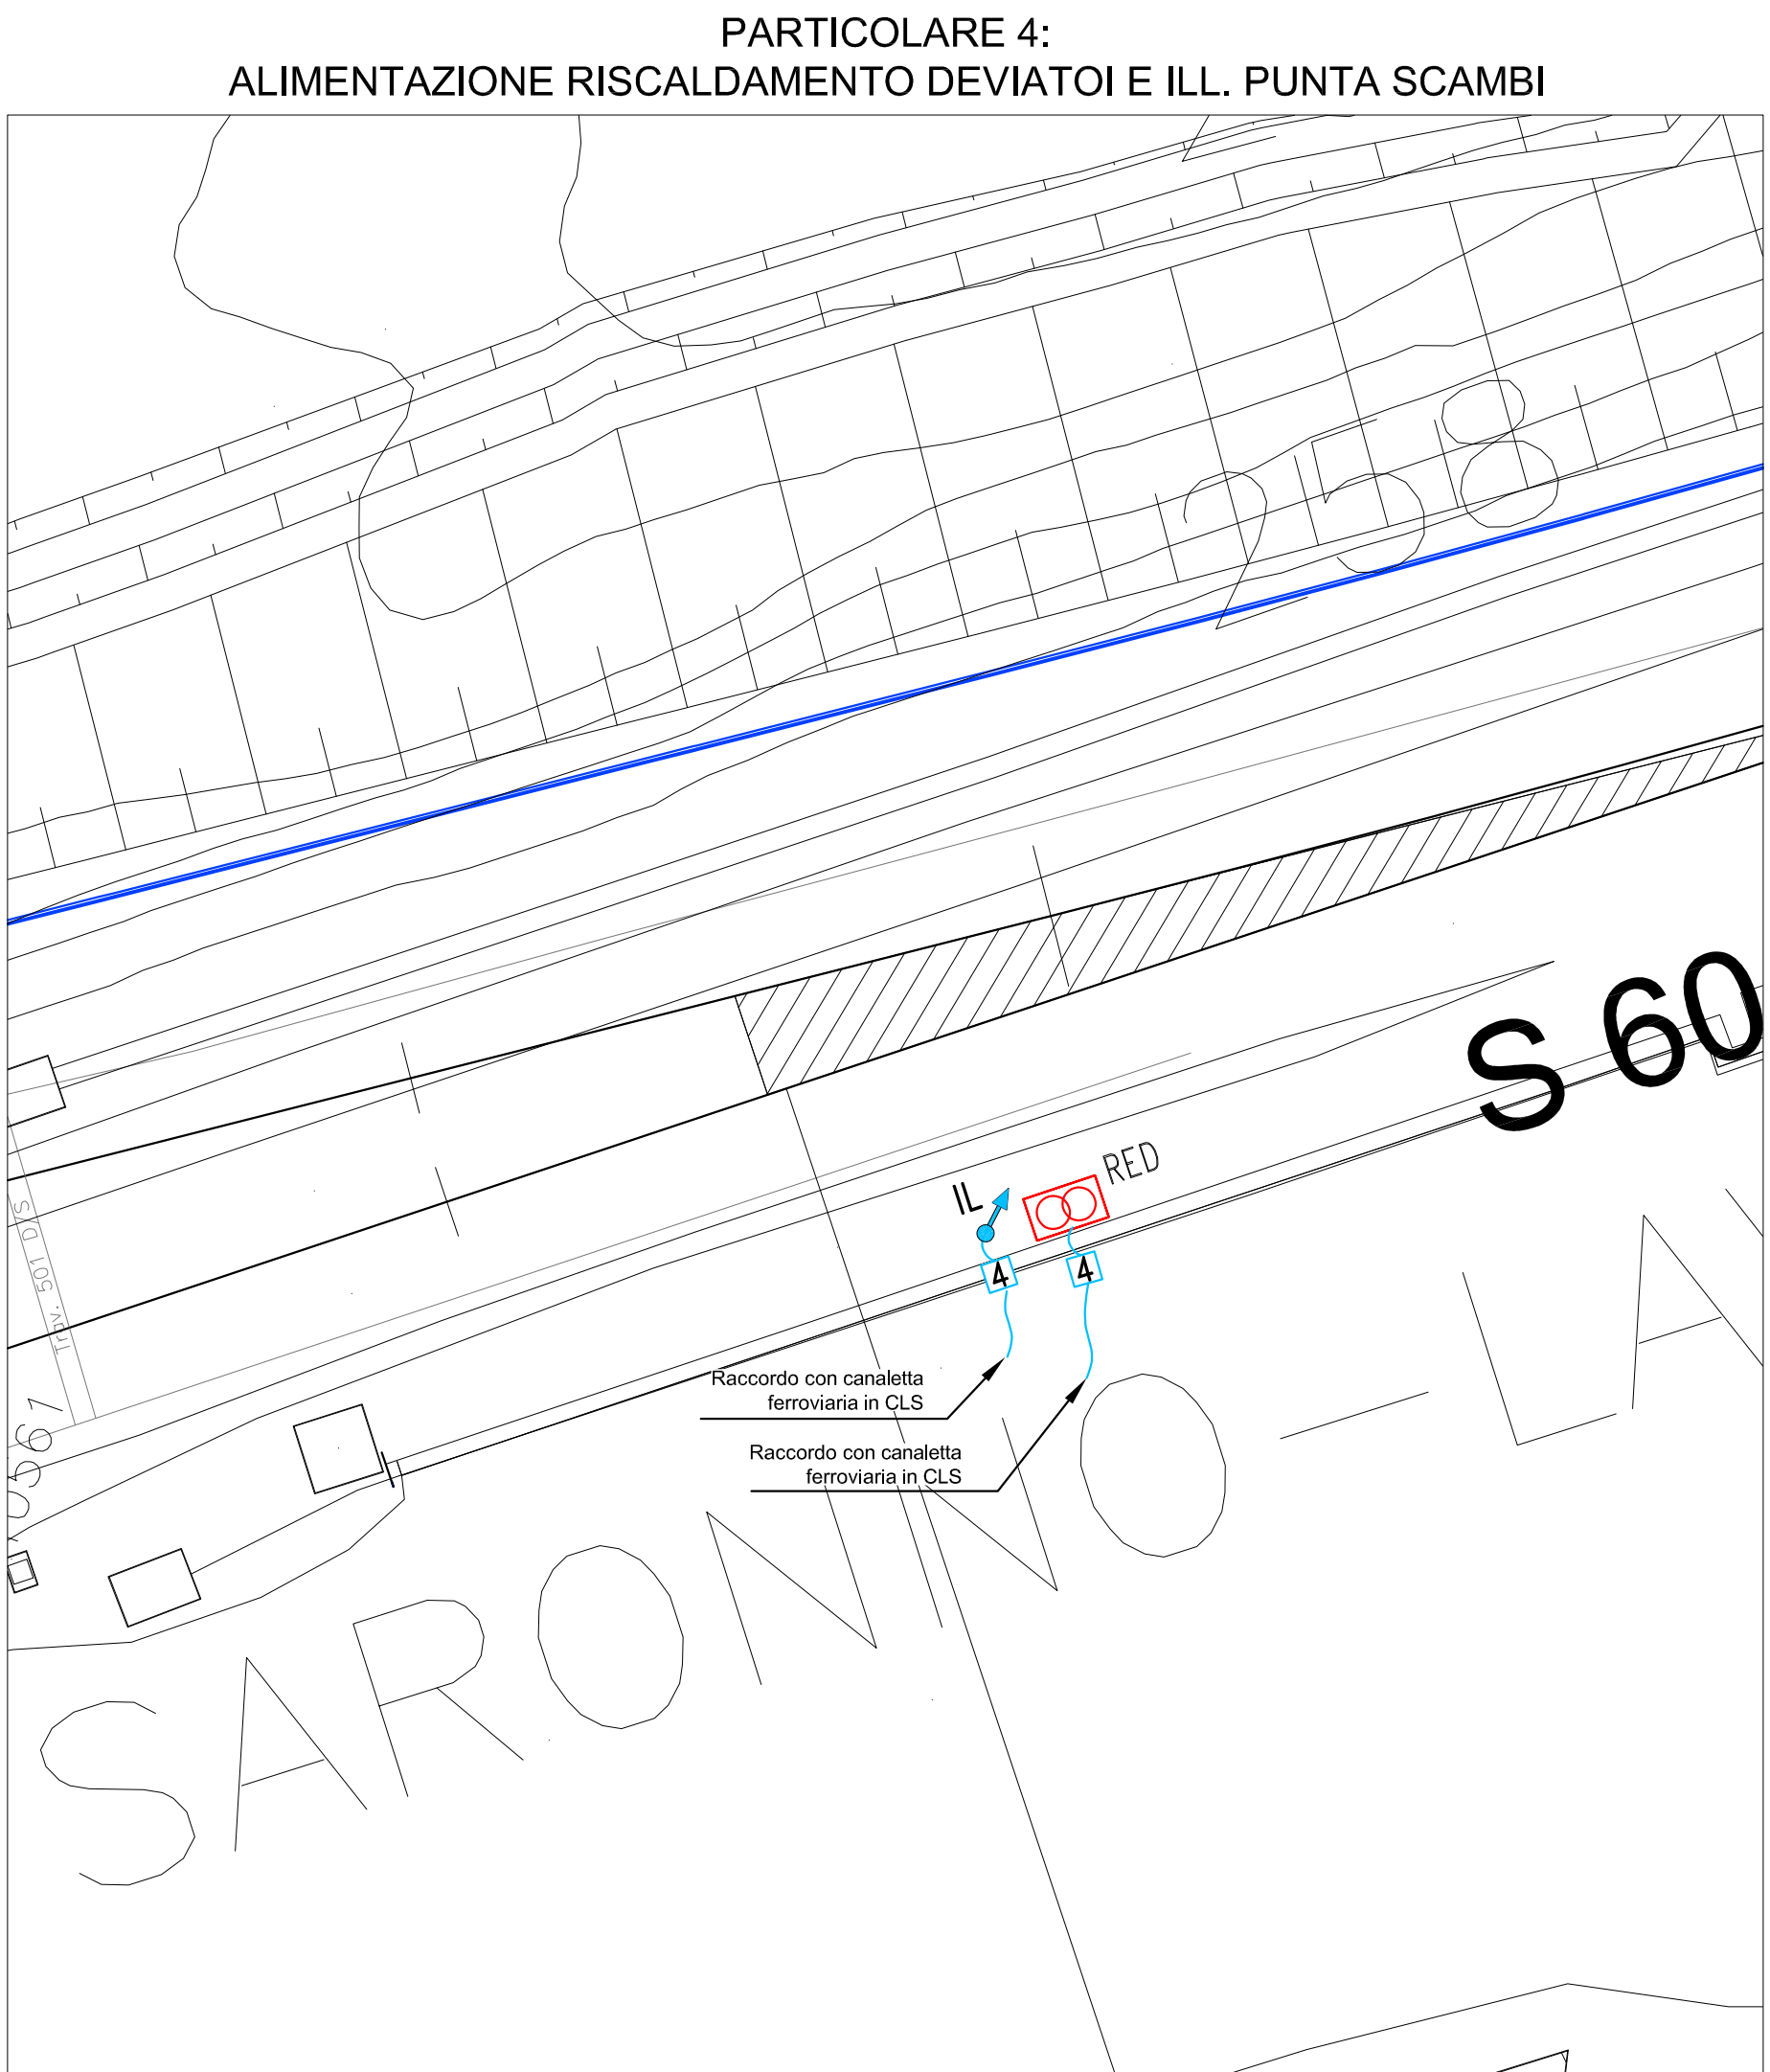 PARTICOLARE 4:
ALIMENTAZIONE RISCALDAMENTO DEVIATOI E ILL. PUNTA SCAMBI
258
S 60
RED
IL
4
4
Trav. 501 D/S
Raccordo con canaletta
ferroviaria in CLS
Raccordo con canaletta
ferroviaria in CLS
SARONNO-LA